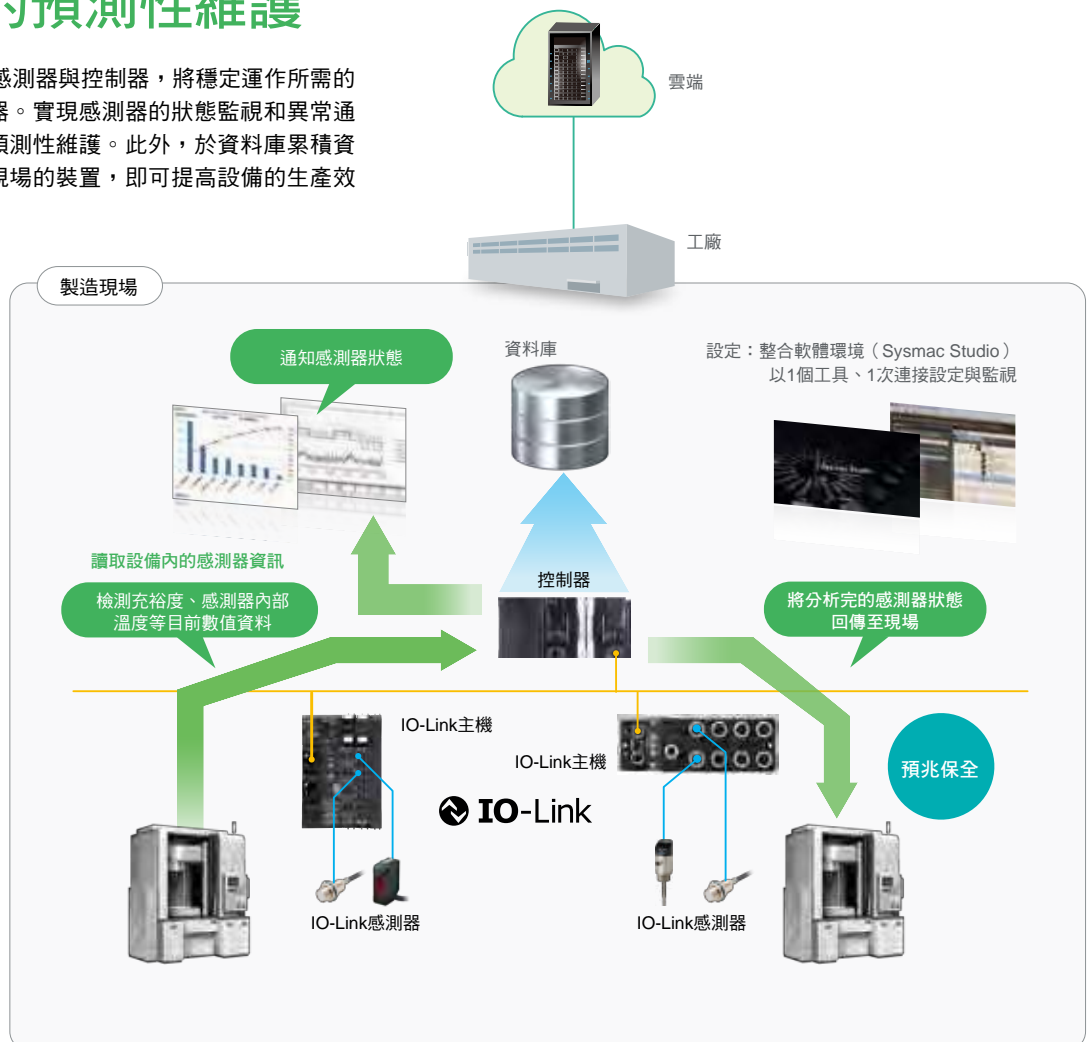 的預測性維護
感測器與控制器，將穩定運作所需的
器。實現感測器的狀態監視和異常通
預測性維護。此外，於資料庫累積資
現場的裝置，即可提高設備的生產效
雲端
工廠
製造現場
通知感測器狀態
資料庫
設定：整合軟體環境（Sysmac Studio）
以1個工具、1次連接設定與監視
讀取設備內的感測器資訊
檢測充裕度、感測器內部
溫度等目前數值資料
控制器
將分析完的感測器狀態
回傳至現場
IO-Link主機
IO-Link主機
預兆保全
IO-Link
IO-Link感測器
IO-Link感測器